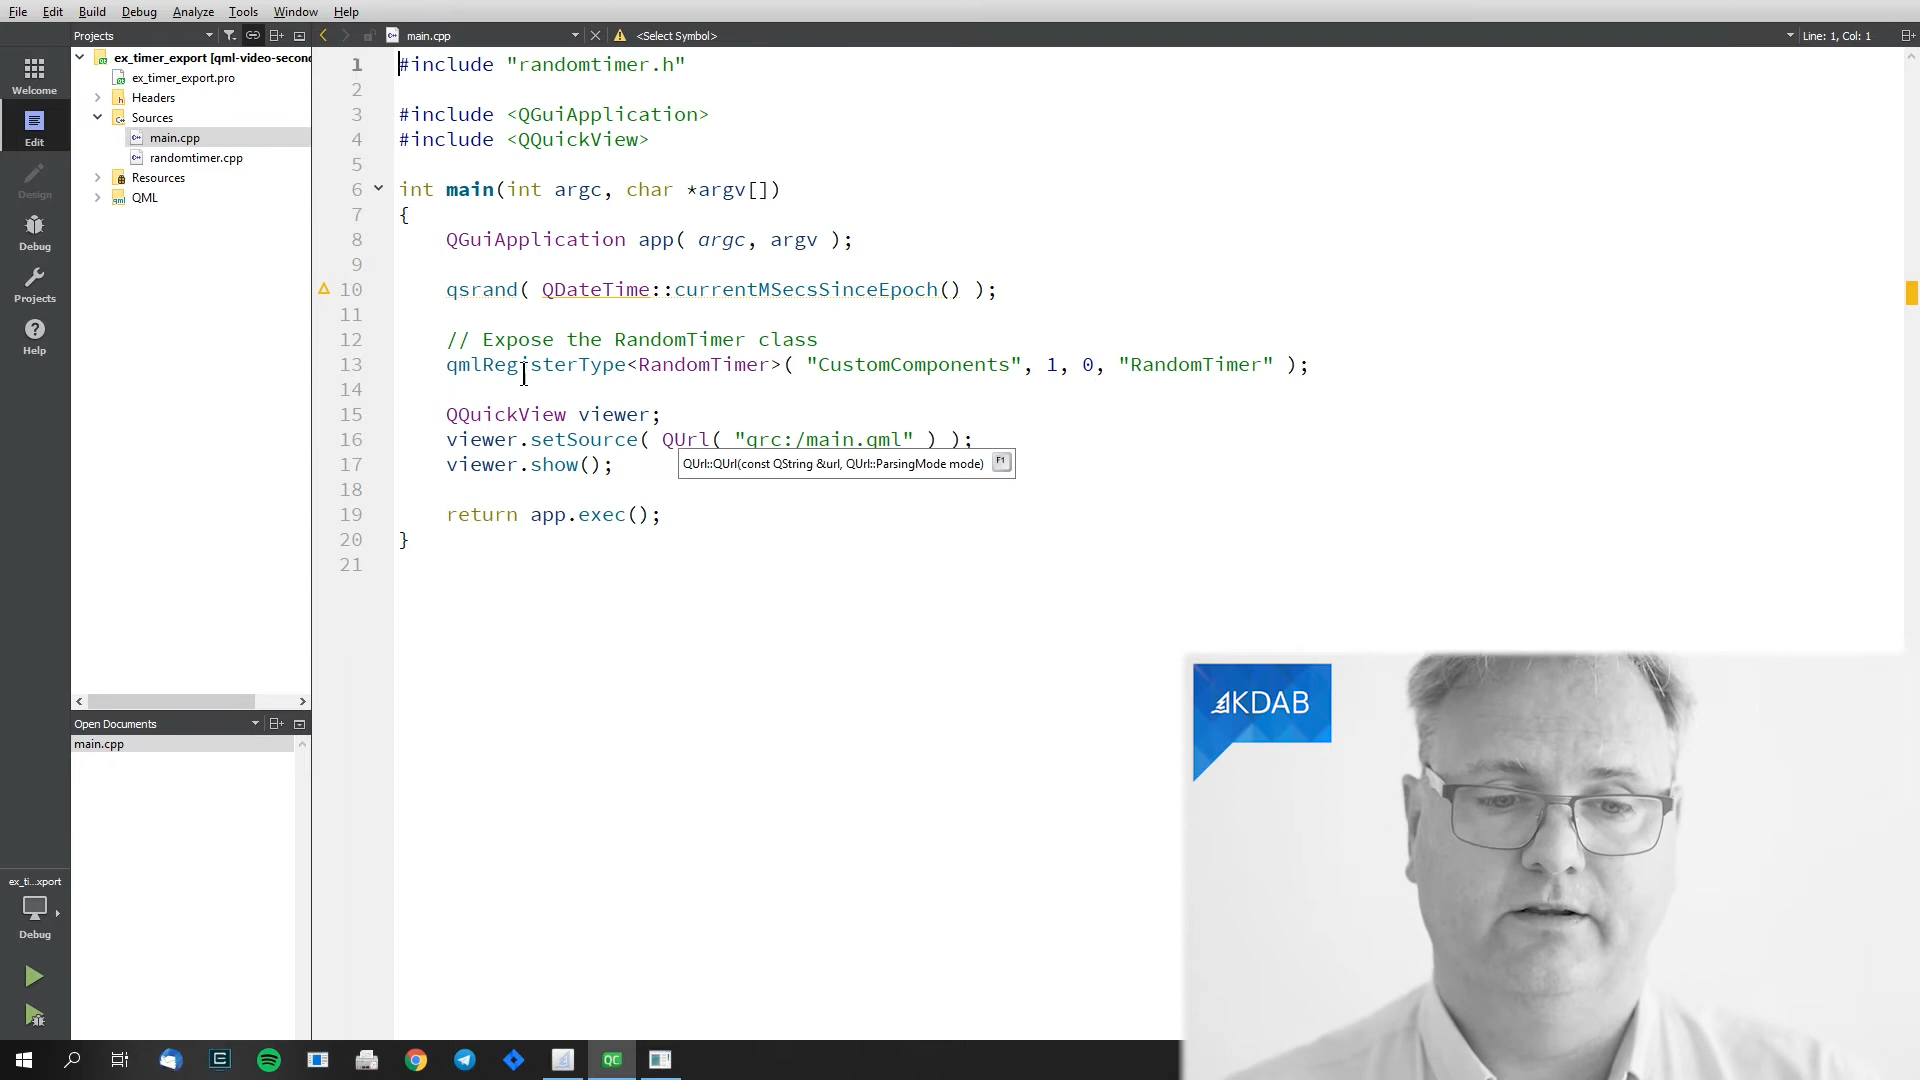 File Edit Build Debug Analyze Tools Window Help
Projects
main.cpp
<Select Symbol>
Line: 1, Col: 1
Welcome
Edit
Design
Debug
Projects
Help
ex_timer_export [qml-video-second
ex_timer_export.pro
Headers
Sources
main.cpp
randomtimer.cpp
Resources
QML
1 #include "randomtimer.h"
2
3 #include <QGuiApplication>
4 #include <QQuickView>
5
6 int main(int argc, char *argv[])
7 {
8 QGuiApplication app( argc, argv );
9
10 qsrand( QDateTime::currentMSecsSinceEpoch() );
11
12 // Expose the RandomTimer class
13 qmlRegisterType<RandomTimer>( "CustomComponents", 1, 0, "RandomTimer" );
14
15 QQuickView viewer;
16 viewer.setSource( QUrl( "qrc:/main.qml" ) );
17 viewer.show();
QUrl::QUrl(const QString &url, QUrl::ParsingMode mode) F1
18
19 return app.exec();
20 }
21
Open Documents
main.cpp
ex_ti...xport
Debug
KDAB
QC